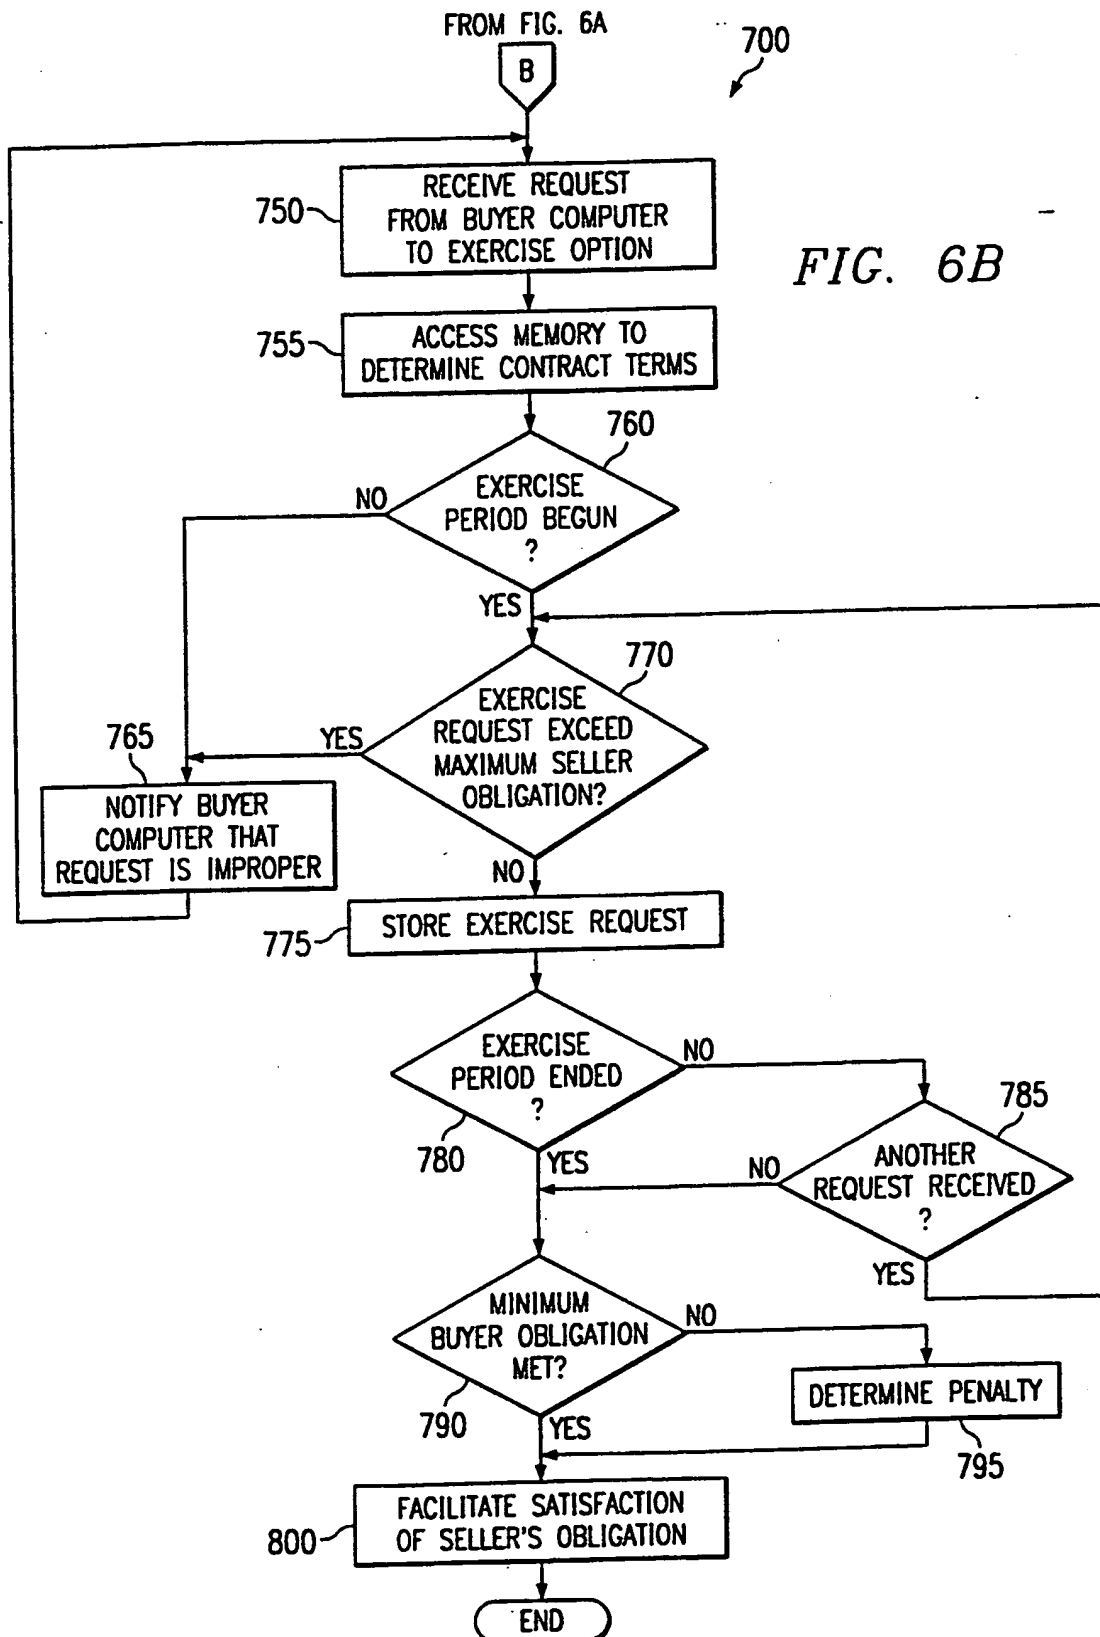 FROM FIG. 6A
B
700
FIG. 6B
750
RECEIVE REQUEST
FROM BUYER COMPUTER
TO EXERCISE OPTION
755
ACCESS MEMORY TO
DETERMINE CONTRACT TERMS
760
EXERCISE
PERIOD BEGUN
?
NO
YES
770
EXERCISE
REQUEST EXCEED
MAXIMUM SELLER
OBLIGATION?
YES
NO
765
NOTIFY BUYER
COMPUTER THAT
REQUEST IS IMPROPER
775
STORE EXERCISE REQUEST
EXERCISE
PERIOD ENDED
?
780
NO
YES
785
ANOTHER
REQUEST RECEIVED
?
NO
YES
MINIMUM
BUYER OBLIGATION
MET?
790
NO
YES
DETERMINE PENALTY
795
800
FACILITATE SATISFACTION
OF SELLER'S OBLIGATION
END